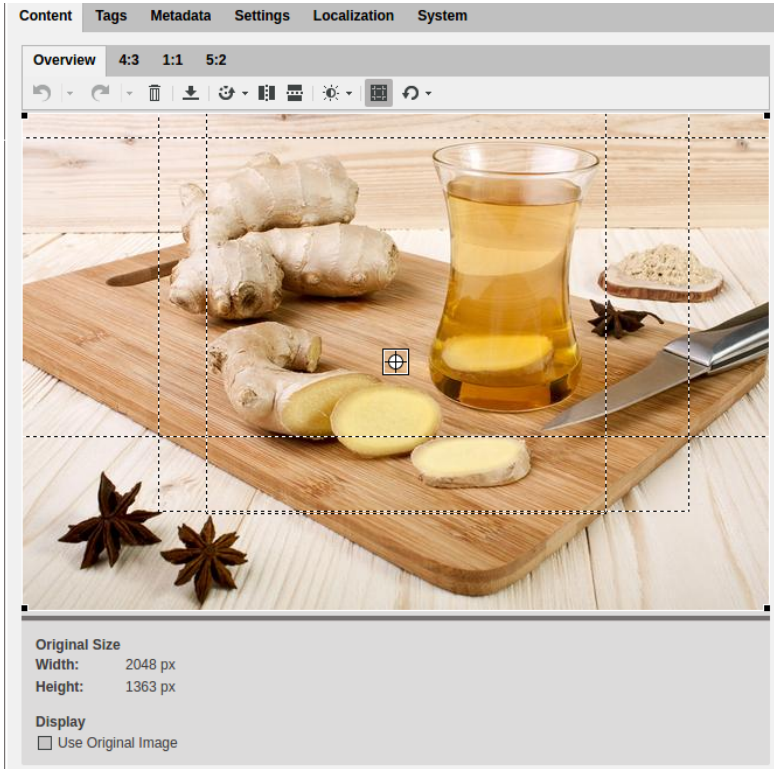 Content Tags Metadata Settings Localization System
Overview 4:3 1:1 5:2
Original Size
Width: 2048 px
Height: 1363 px
Display
Use Original Image